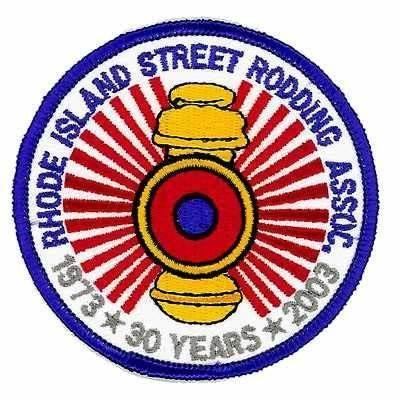 RHODE ISLAND STREET RODDING ASSOC.
1973 ★ 30 YEARS ★ 2003